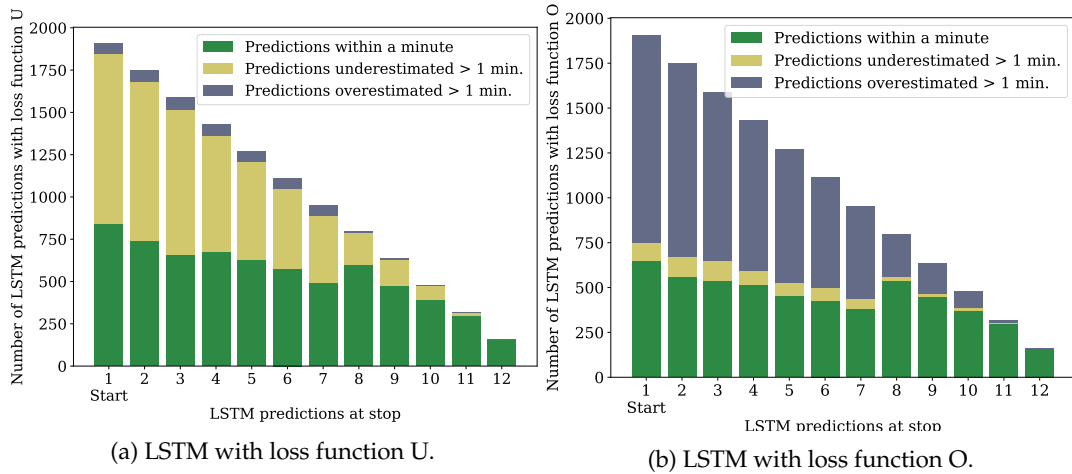 Number of LSTM predictions with loss function U
2000
1750
1500
1250
1000
750
500
250
0
Predictions within a minute
Predictions underestimated > 1 min.
Predictions overestimated > 1 min.
1 2 3 4 5 6 7 8 9 10 11 12
Start
LSTM predictions at stop
(a) LSTM with loss function U.
Number of LSTM predictions with loss function O
2000
1750
1500
1250
1000
750
500
250
0
Predictions within a minute
Predictions underestimated > 1 min.
Predictions overestimated > 1 min.
1 2 3 4 5 6 7 8 9 10 11 12
Start
LSTM predictions at stop
(b) LSTM with loss function O.